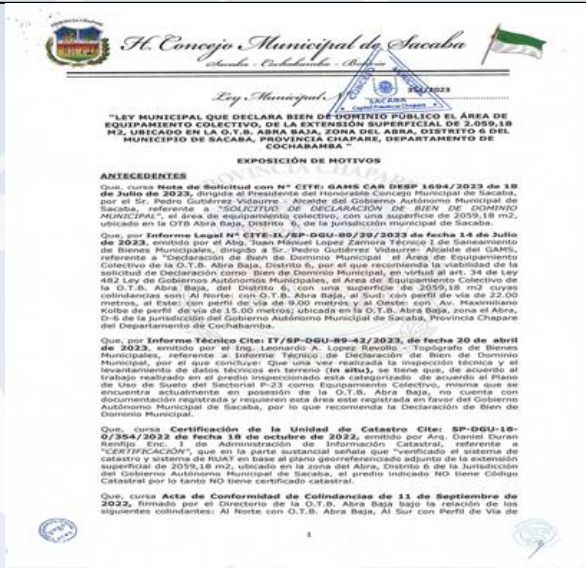 H. Concejo Municipal de Sacaba
Sacaba - Cochabamba - Bolivia
Ley Municipal N° 354/2023
CONCEJO MUNICIPAL
SACABA
Capital Provincia Chapare
"LEY MUNICIPAL QUE DECLARA BIEN DE DOMINIO PÚBLICO EL ÁREA DE
EQUIPAMIENTO COLECTIVO, DE LA EXTENSIÓN SUPERFICIAL DE 2.059,18
M2, UBICADO EN LA O.T.B. ABRA BAJA, ZONA DEL ABRA, DISTRITO 6 DEL
MUNICIPIO DE SACABA, PROVINCIA CHAPARE, DEPARTAMENTO DE
COCHABAMBA "
EXPOSICIÓN DE MOTIVOS
ANTECEDENTES
Que, cursa Nota de Solicitud con N° CITE: GAMS CAR DESP 1694/2023 de 18
de Julio de 2023, dirigida al Presidente del Honorable Concejo Municipal de Sacaba,
por el Sr. Pedro Gutiérrez Vidaurre - Alcalde del Gobierno Autónomo Municipal de
Sacaba, referente a "SOLICITUD DE DECLARACIÓN DE BIEN DE DOMINIO
MUNICIPAL", el área de equipamiento colectivo, con una superficie de 2059,18 m2,
ubicado en la OTB Abra Baja, Distrito 6, de la jurisdicción municipal de Sacaba.
Que, por Informe Legal N° CITE-IL/SP-DGU-89/29/2023 de fecha 14 de Julio
de 2023, emitido por el Abg. Juan Manuel Lopez Zamora Técnico I de Saneamiento
de Bienes Municipales, dirigido a Sr. Pedro Gutiérrez Vidaurre- Alcalde del GAMS,
referente a "Declaración de Bien de Dominio Municipal el Área de Equipamiento
Colectivo de la O.T.B. Abra Baja, Distrito 6, por el que recomienda la viabilidad de la
solicitud de Declaración como Bien de Dominio Municipal, en virtud al art. 34 de Ley
482 Ley de Gobiernos Autónomos Municipales, el Área de Equipamiento Colectivo de
la O.T.B. Abra Baja, del Distrito 6, con una superficie de 2059,18 m2 cuyas
colindancias son: Al Norte: con O.T.B. Abra Baja, al Sud: con perfil de vía de 22.00
metros, al Este: con perfil de vía de 9.00 metros y al Oeste: con Av. Maximiliano
Kolbe de perfil de vía de 15.00 metros; ubicada en la O.T.B. Abra Baja, zona el Abra,
D-6 de la jurisdicción del Gobierno Autónomo Municipal de Sacaba, Provincia Chapare
del Departamento de Cochabamba.
Que, por Informe Técnico Cite: IT/SP-DGU-89-42/2023, de fecha 20 de abril
de 2023, emitido por el Ing. Leonardo A. Lopez Revollo - Topógrafo de Bienes
Municipales, referente a Informe Técnico de Declaración de Bien de Dominio
Municipal, por el que concluye: Que una vez realizada la inspección técnica y el
levantamiento de datos técnicos en terreno (in situ), se tiene que, de acuerdo al
trabajo realizado en el predio inspeccionado esta categorizado de acuerdo al Plano
de Uso de Suelo del Sectorial P-23 como Equipamiento Colectivo, misma que se
encuentra actualmente en posesión de la O.T.B. Abra Baja, no cuenta con
documentación registrada y requieren esta área este registrada en favor del Gobierno
Autónomo Municipal de Sacaba, por lo que recomienda la Declaración de Bien de
Dominio Municipal.
Que, cursa Certificación de la Unidad de Catastro Cite: SP-DGU-18-
0/354/2022 de fecha 18 de octubre de 2022, emitido por Arq. Daniel Duran
Renfijo Enc. 1 de Administración de Información Catastral, referente a
"CERTIFICACIÓN", que en la parte sustancial señala que "verificado el sistema de
catastro y sistema de RUAT en base al plano georreferenciado adjunto de la extensión
superficial de 2059,18 m2, ubicado en la zona del Abra, Distrito 6 de la Jurisdicción
del Gobierno Autónomo Municipal de Sacaba, el predio indicado NO tiene Código
Catastral por lo tanto NO tiene certificado catastral.
Que, cursa Acta de Conformidad de Colindancias de 11 de Septiembre de
2022, firmado por el Directorio de la O.T.B. Abra Baja bajo la relación de los
siguientes colindantes: Al Norte con O.T.B. Abra Baja, Al Sur con Perfil de Vía de
1